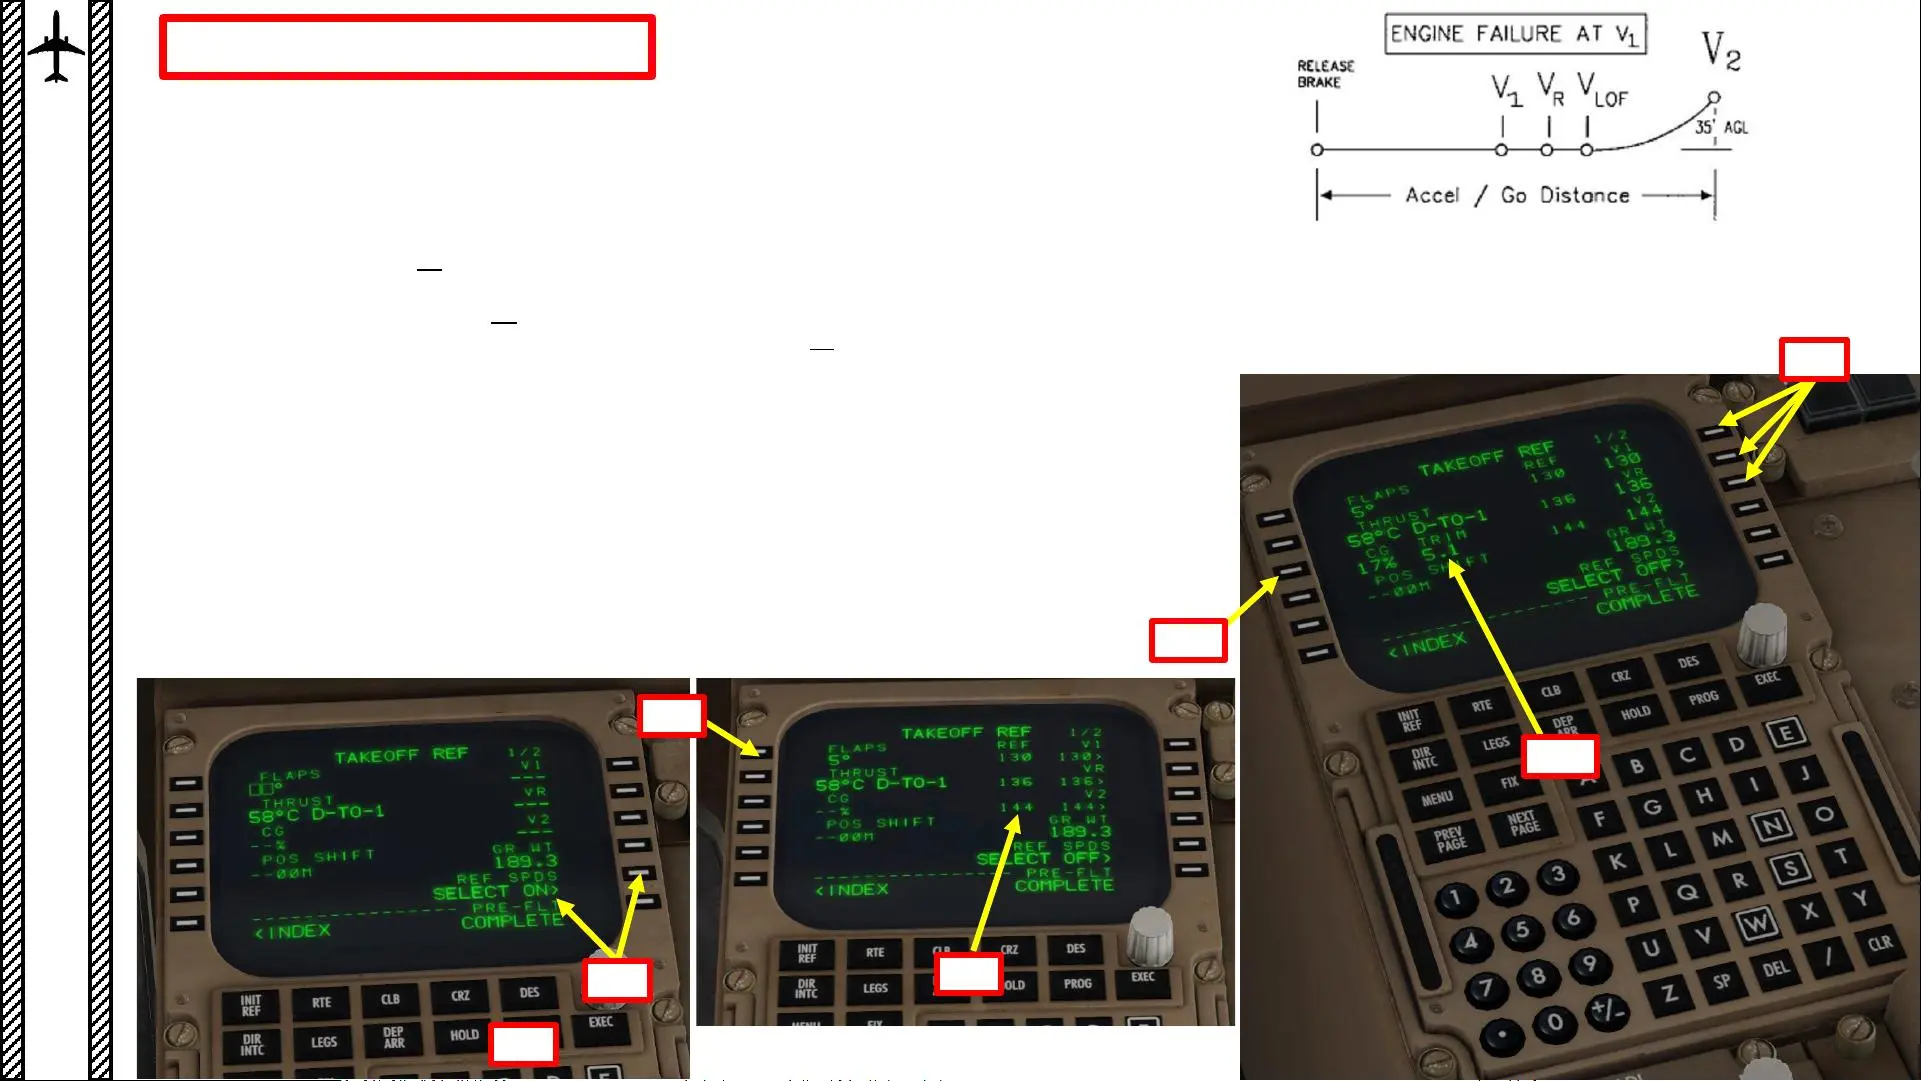 ENGINE FAILURE AT V1
RELEASE
BRAKE
V1 VR VLOF V2
35' AGL
Accel / Go Distance
TAKEOFF REF 1/2
FLAPS V1
□□° ---
THRUST VR
58°C D-TO-1 ---
CG V2
--% ---
POS SHIFT GR WT
--00M 189.3
REF SPDS
SELECT ON>
PRE-FLT
<INDEX COMPLETE
INIT REF RTE CLB CRZ DES
DIR INTC LEGS DEP ARR HOLD EXEC
TAKEOFF REF 1/2
FLAPS REF V1
5° 130 130>
THRUST VR
58°C D-TO-1 136 136>
CG V2
--% 144 144>
POS SHIFT GR WT
--00M 189.3
REF SPDS
SELECT OFF>
PRE-FLT
<INDEX COMPLETE
INIT REF RTE CLB CRZ DES
DIR INTC LEGS PROG EXEC
MENU FIX
TAKEOFF REF 1/2
FLAPS REF V1
5° 130 130
THRUST VR
58°C D-TO-1 136 136
CG TRIM V2
17% 5.1 144 144
POS SHIFT GR WT
--00M 189.3
REF SPDS
SELECT OFF>
PRE-FLT
<INDEX COMPLETE
INIT REF RTE CLB CRZ DES
DIR INTC LEGS DEP ARR HOLD PROG EXEC
MENU FIX A B C D E
PREV PAGE NEXT PAGE F G H I J
1 2 3 K L M N O
4 5 6 P Q R S T
7 8 9 U V W X Y
. 0 +/- Z SP DEL / CLR